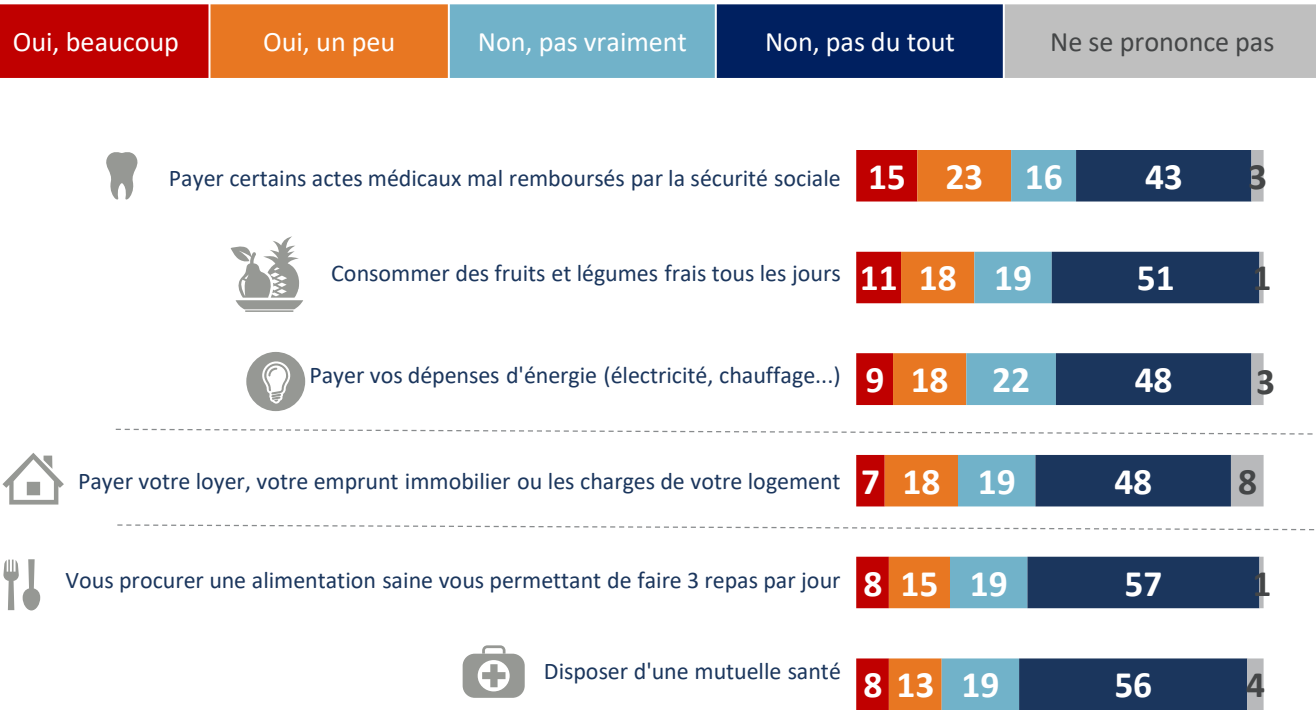 Oui, beaucoup Oui, un peu Non, pas vraiment Non, pas du tout Ne se prononce pas
Payer certains actes médicaux mal remboursés par la sécurité sociale 15 23 16 43 3
Consommer des fruits et légumes frais tous les jours 11 18 19 51 1
Payer vos dépenses d'énergie (électricité, chauffage...) 9 18 22 48 3
Payer votre loyer, votre emprunt immobilier ou les charges de votre logement 7 18 19 48 8
Vous procurer une alimentation saine vous permettant de faire 3 repas par jour 8 15 19 57 1
Disposer d'une mutuelle santé 8 13 19 56 4